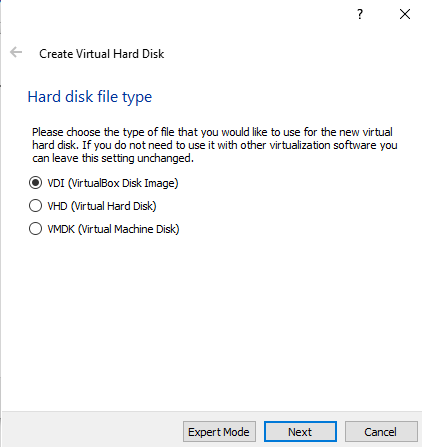 ?
Create Virtual Hard Disk
Hard disk file type
Please choose the type of file that you would like to use for the new virtual
hard disk. If you do not need to use it with other virtualization software you
can leave this setting unchanged.
VDI (VirtualBox Disk Image)
VHD (Virtual Hard Disk)
VMDK (Virtual Machine Disk)
Expert Mode Next Cancel